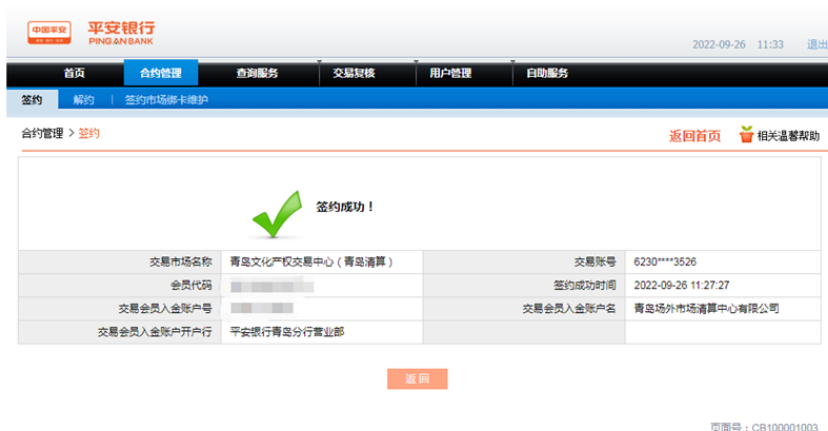 中国平安 平安银行
PING AN BANK
2022-09-26 11:33 退出
首页 合约管理 查询服务 交易复核 用户管理 自助服务
签约 解约 | 签约市场绑卡维护
合约管理 > 签约 返回首页 相关温馨帮助
签约成功！
交易市场名称 青岛文化产权交易中心（青岛清算） 交易账号 6230****3526
会员代码 签约成功时间 2022-09-26 11:27:27
交易会员入金账户号 交易会员入金账户名 青岛场外市场清算中心有限公司
交易会员入金账户开户行 平安银行青岛分行营业部
返回
页面号：CB100001003